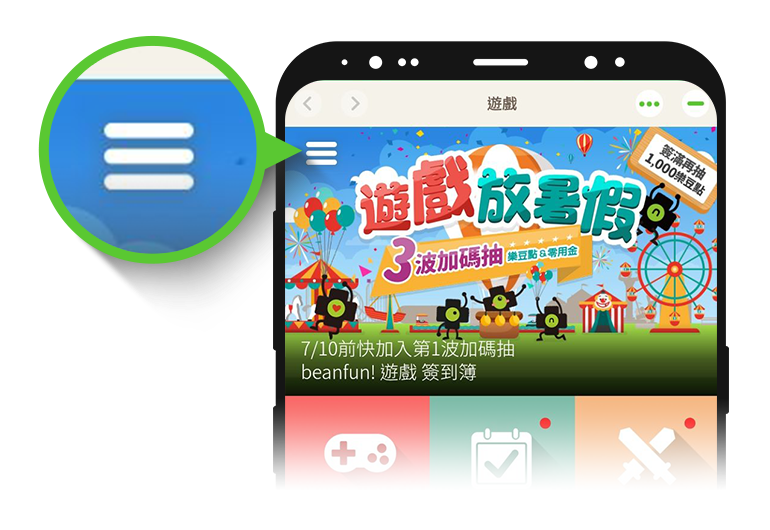 遊戲
簽滿再抽
1,000樂豆點
遊戲放暑假
3波加碼抽 樂豆點&零用金
7/10前快加入第1波加碼抽
beanfun! 遊戲 簽到簿